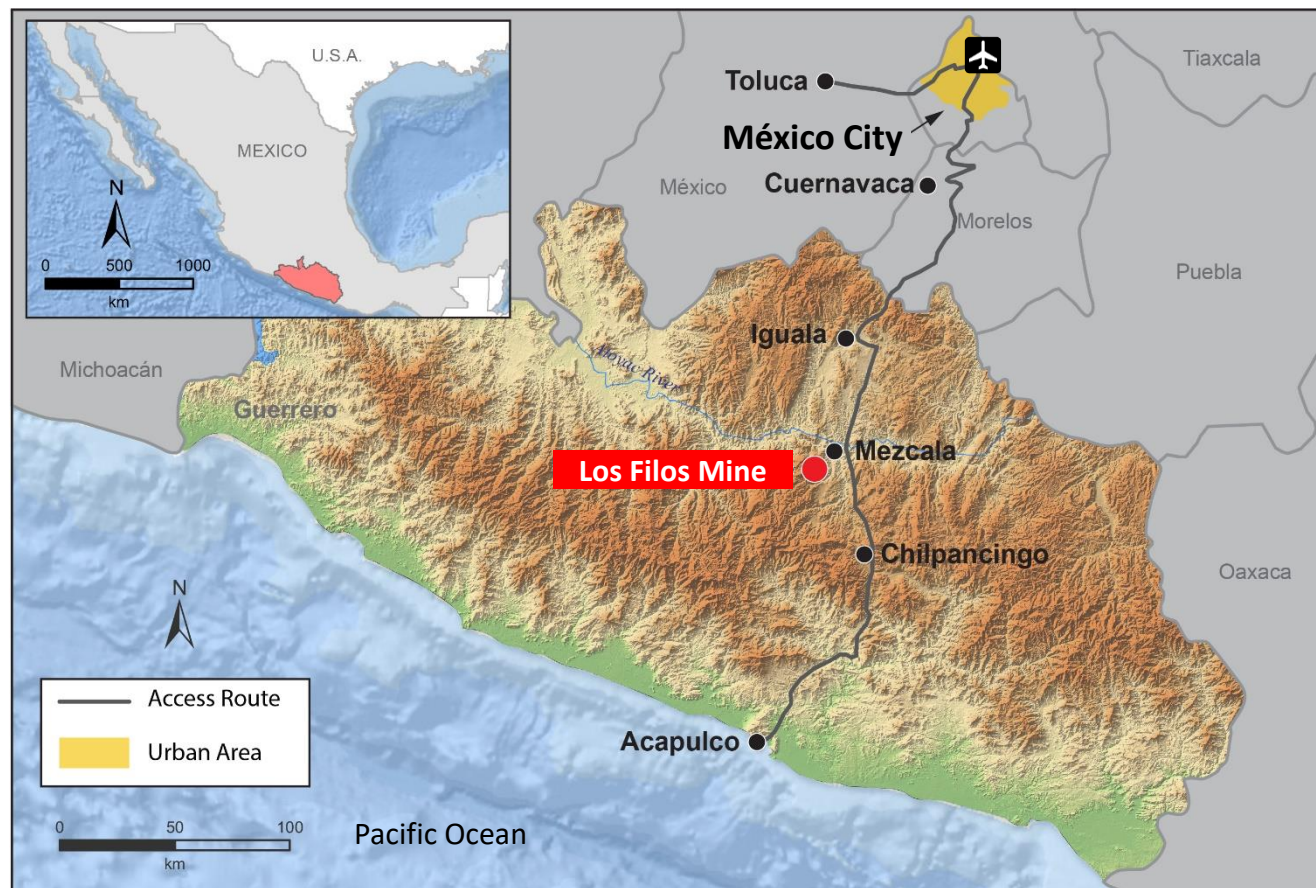 U.S.A.
MEXICO
N
0 500 1000
km
Toluca
México City
Tiaxcala
México
Cuernavaca
Morelos
Puebla
Iguala
Michoacán
Guerrero
River
Mezcala
Los Filos Mine
Chilpancingo
Oaxaca
N
Access Route
Urban Area
Acapulco
0 50 100
km
Pacific Ocean